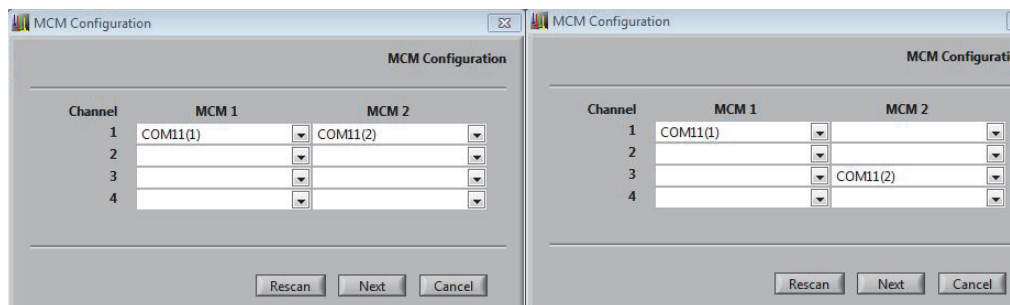 MCM Configuration
MCM Configuration
Channel MCM 1 MCM 2
1 COM11(1) COM11(2)
2
3
4
Rescan Next Cancel
MCM Configuration
MCM Configurati
Channel MCM 1 MCM 2
1 COM11(1)
2
3 COM11(2)
4
Rescan Next Cancel